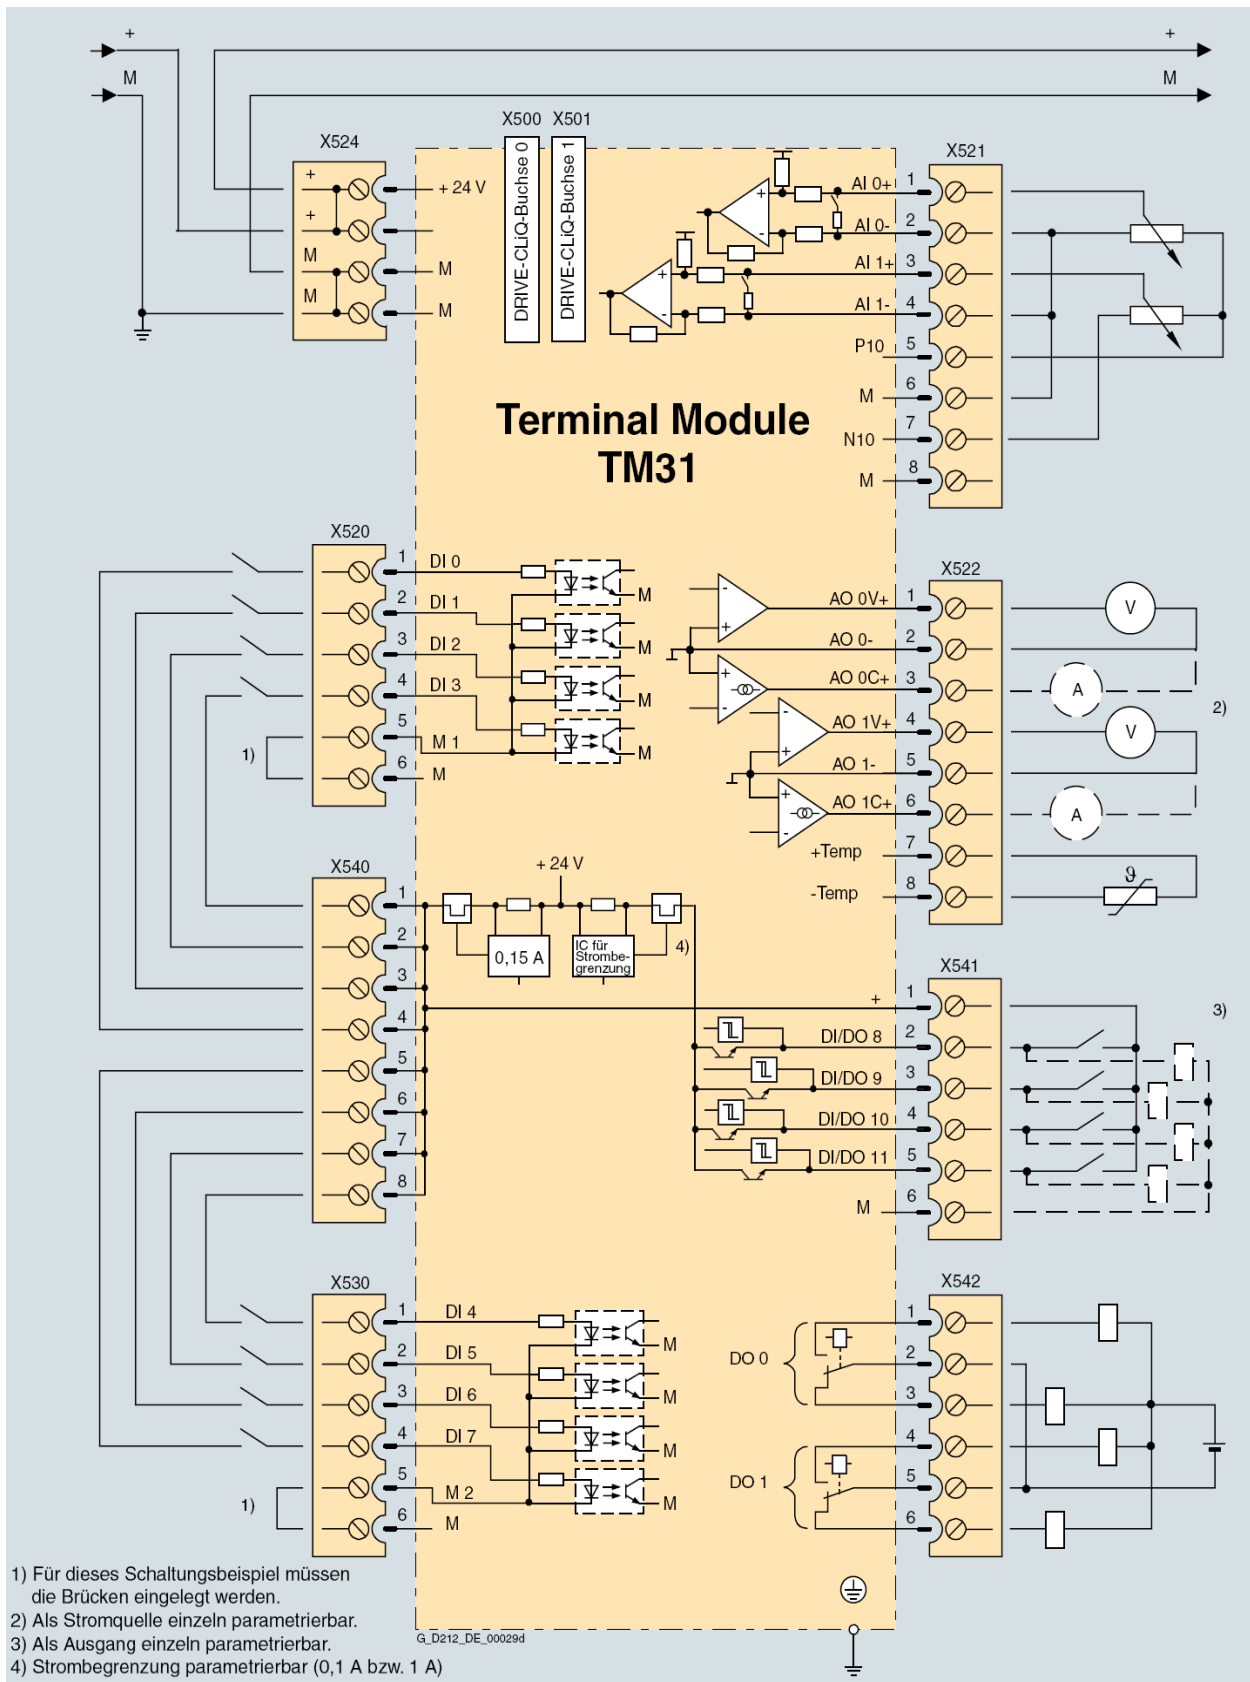 +
+
M
M
X500 X501
X524
X521
DRIVE-CLiQ-Buchse 0
DRIVE-CLiQ-Buchse 1
+
+
M
M
+ 24 V
M
M
+
-
+
-
AI 0+ 1
AI 0- 2
AI 1+ 3
AI 1- 4
P10 5
M 6
N10 7
M 8
Terminal Module
TM31
X520
1 DI 0
2 DI 1
3 DI 2
4 DI 3
5 M 1
6 M
1)
M
M
M
M
X522
-
+
+
-
-
+
+
-
AO 0V+ 1
AO 0- 2
AO 0C+ 3
AO 1V+ 4
AO 1- 5
AO 1C+ 6
+Temp 7
-Temp 8
V
A
V
A
2)
ϑ
X540
1
2
3
4
5
6
7
8
+ 24 V
0,15 A
IC für
Strombe-
grenzung
4)
X541
+ 1
DI/DO 8 2
DI/DO 9 3
DI/DO 10 4
DI/DO 11 5
M 6
3)
X530
1 DI 4
2 DI 5
3 DI 6
4 DI 7
5 M 2
6 M
1)
M
M
M
M
X542
DO 0
DO 1
1
2
3
4
5
6
1) Für dieses Schaltungsbeispiel müssen
die Brücken eingelegt werden.
2) Als Stromquelle einzeln parametrierbar.
3) Als Ausgang einzeln parametrierbar.
4) Strombegrenzung parametrierbar (0,1 A bzw. 1 A)
G_D212_DE_00029d